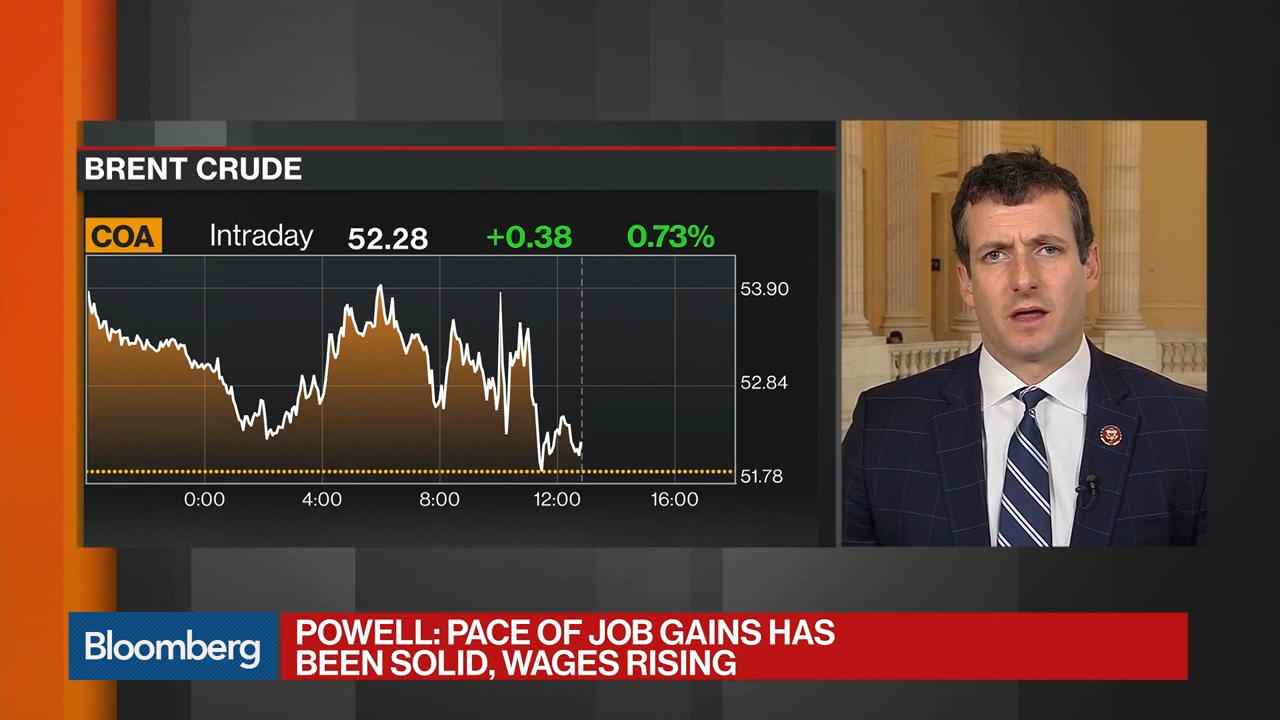 BRENT CRUDE
COA Intraday 52.28 +0.38 0.73%
53.90
52.84
51.78
0:00 4:00 8:00 12:00 16:00
Bloomberg
POWELL: PACE OF JOB GAINS HAS
BEEN SOLID, WAGES RISING